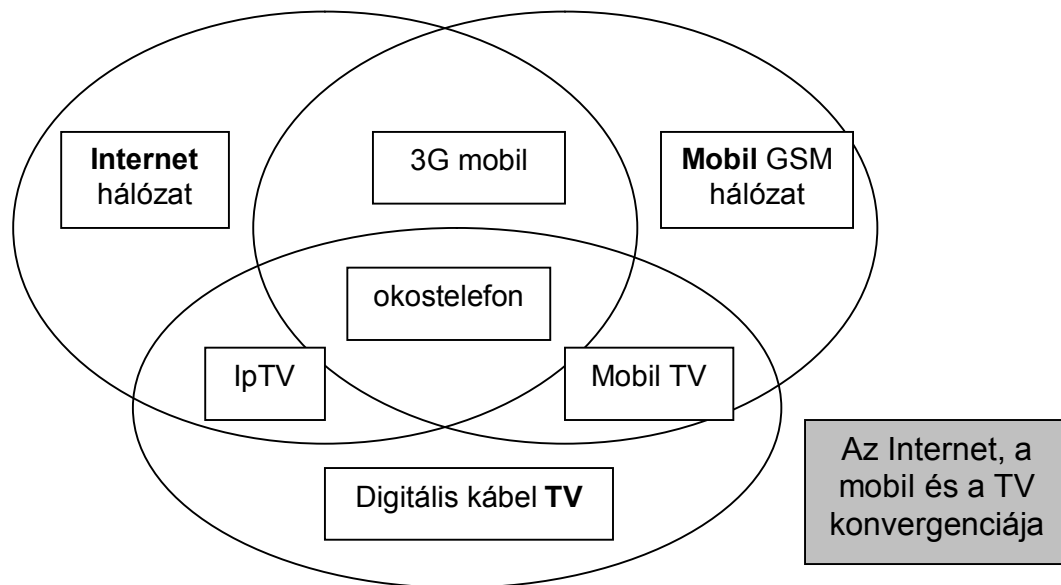 Internet
hálózat
3G mobil
Mobil GSM
hálózat
okostelefon
IpTV
Mobil TV
Digitális kábel TV
Az Internet, a
mobil és a TV
konvergenciája